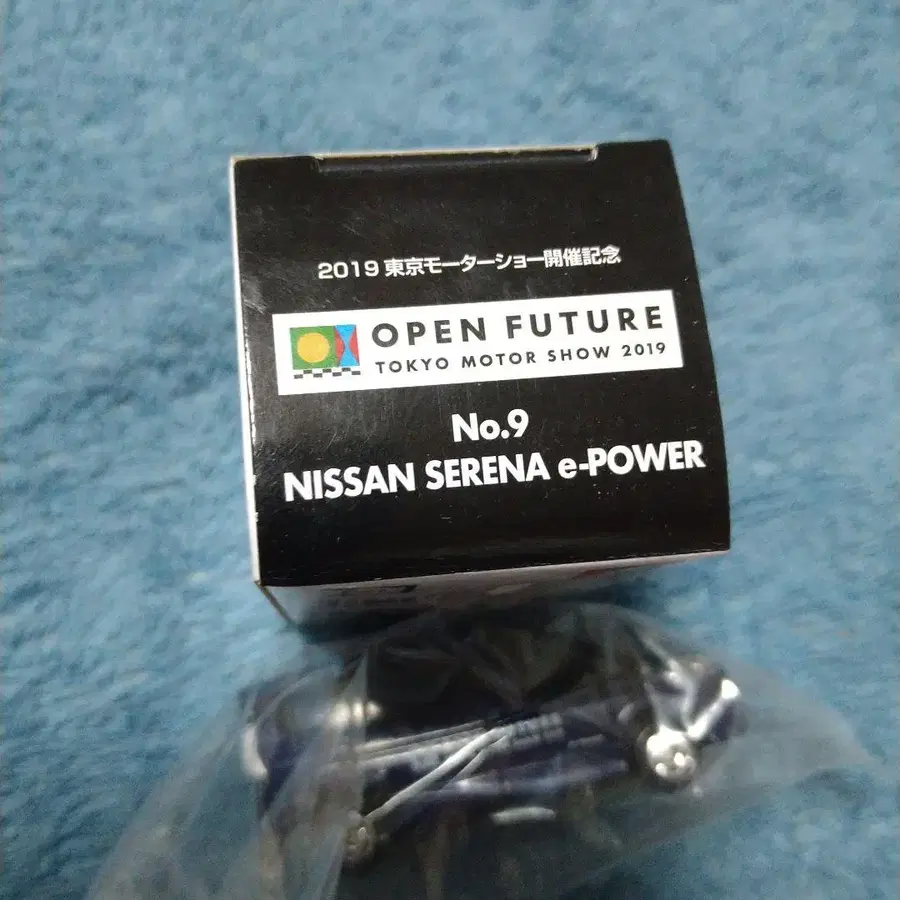 2019 東京モーターショー開催記念
OPEN FUTURE
TOKYO MOTOR SHOW 2019
No.9
NISSAN SERENA e-POWER